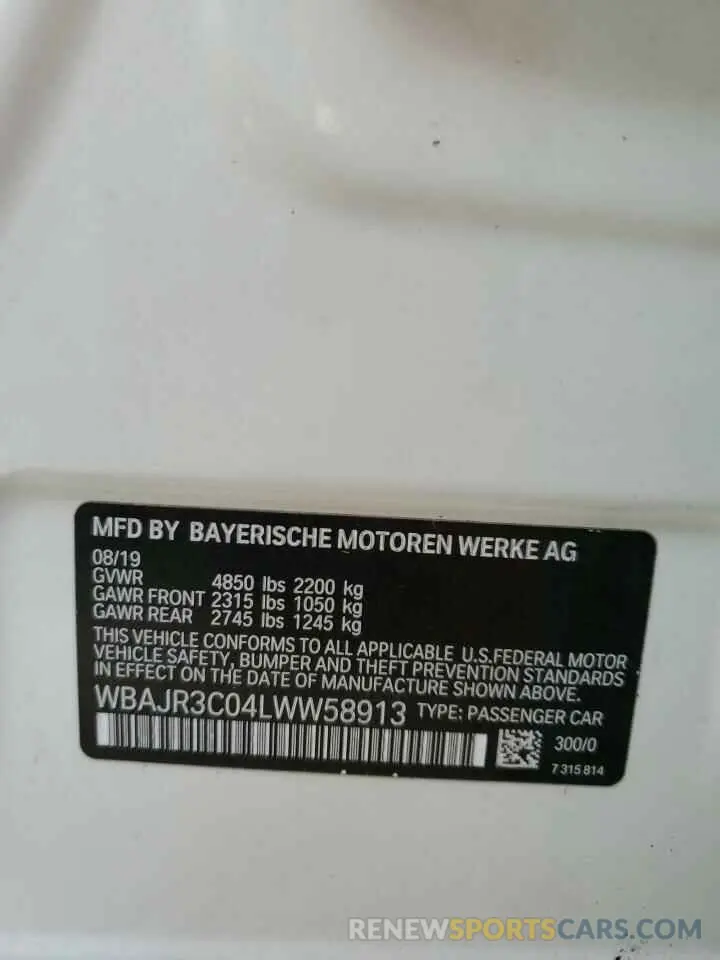 MFD BY BAYERISCHE MOTOREN WERKE AG
08/19
GVWR 4850 lbs 2200 kg
GAWR FRONT 2315 lbs 1050 kg
GAWR REAR 2745 lbs 1245 kg
THIS VEHICLE CONFORMS TO ALL APPLICABLE U.S.FEDERAL MOTOR
VEHICLE SAFETY, BUMPER AND THEFT PREVENTION STANDARDS
IN EFFECT ON THE DATE OF MANUFACTURE SHOWN ABOVE.
WBAJR3C04LWW58913 TYPE: PASSENGER CAR
300/0
7 315 814
RENEWSPORTSCARS.COM